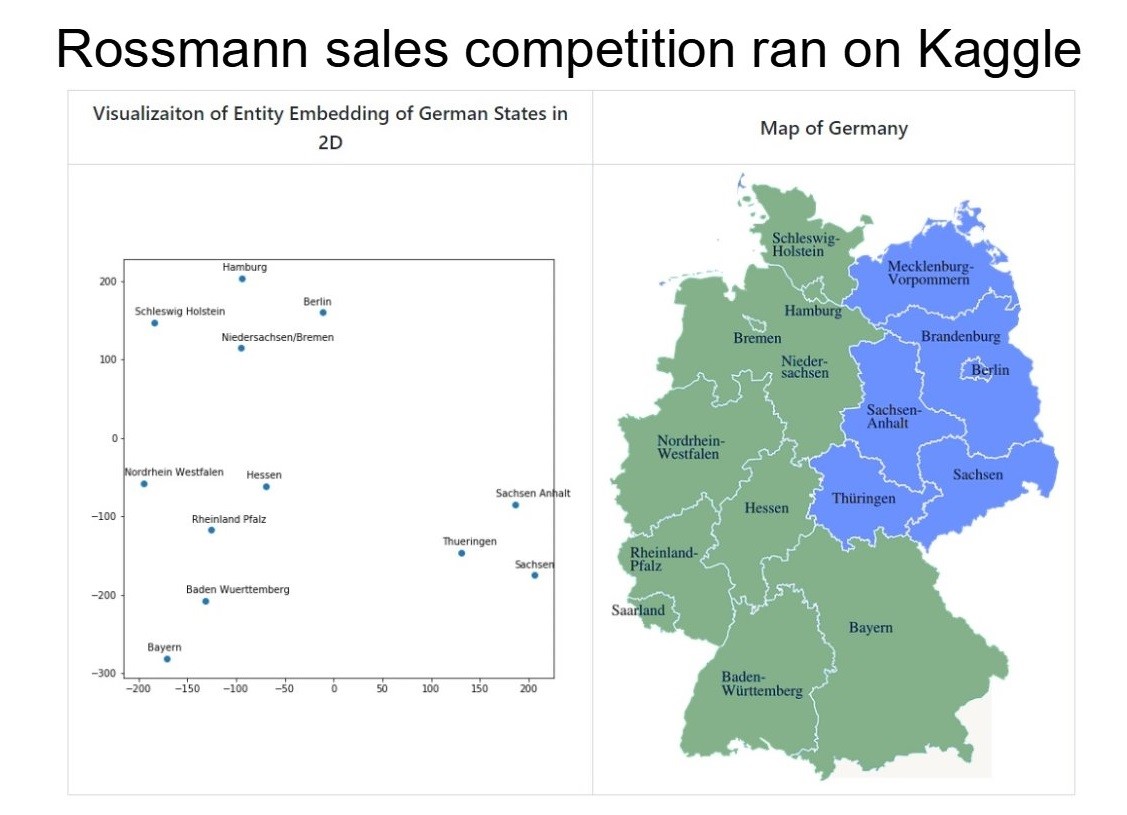 Rossmann sales competition ran on Kaggle
Visualizaiton of Entity Embedding of German States in
2D
Map of Germany
200
100
0
−100
−200
−300
−200
−150
−100
−50
0
50
100
150
200
Hamburg
Berlin
Schleswig Holstein
Niedersachsen/Bremen
Nordrhein Westfalen
Hessen
Sachsen Anhalt
Rheinland Pfalz
Thueringen
Sachsen
Baden Wuerttemberg
Bayern
Schleswig-
Holstein
Mecklenburg-
Vorpommern
Hamburg
Bremen
Brandenburg
Nieder-
sachsen
Berlin
Sachsen-
Anhalt
Nordrhein-
Westfalen
Sachsen
Thüringen
Hessen
Rheinland-
Pfalz
Saarland
Bayern
Baden-
Württemberg